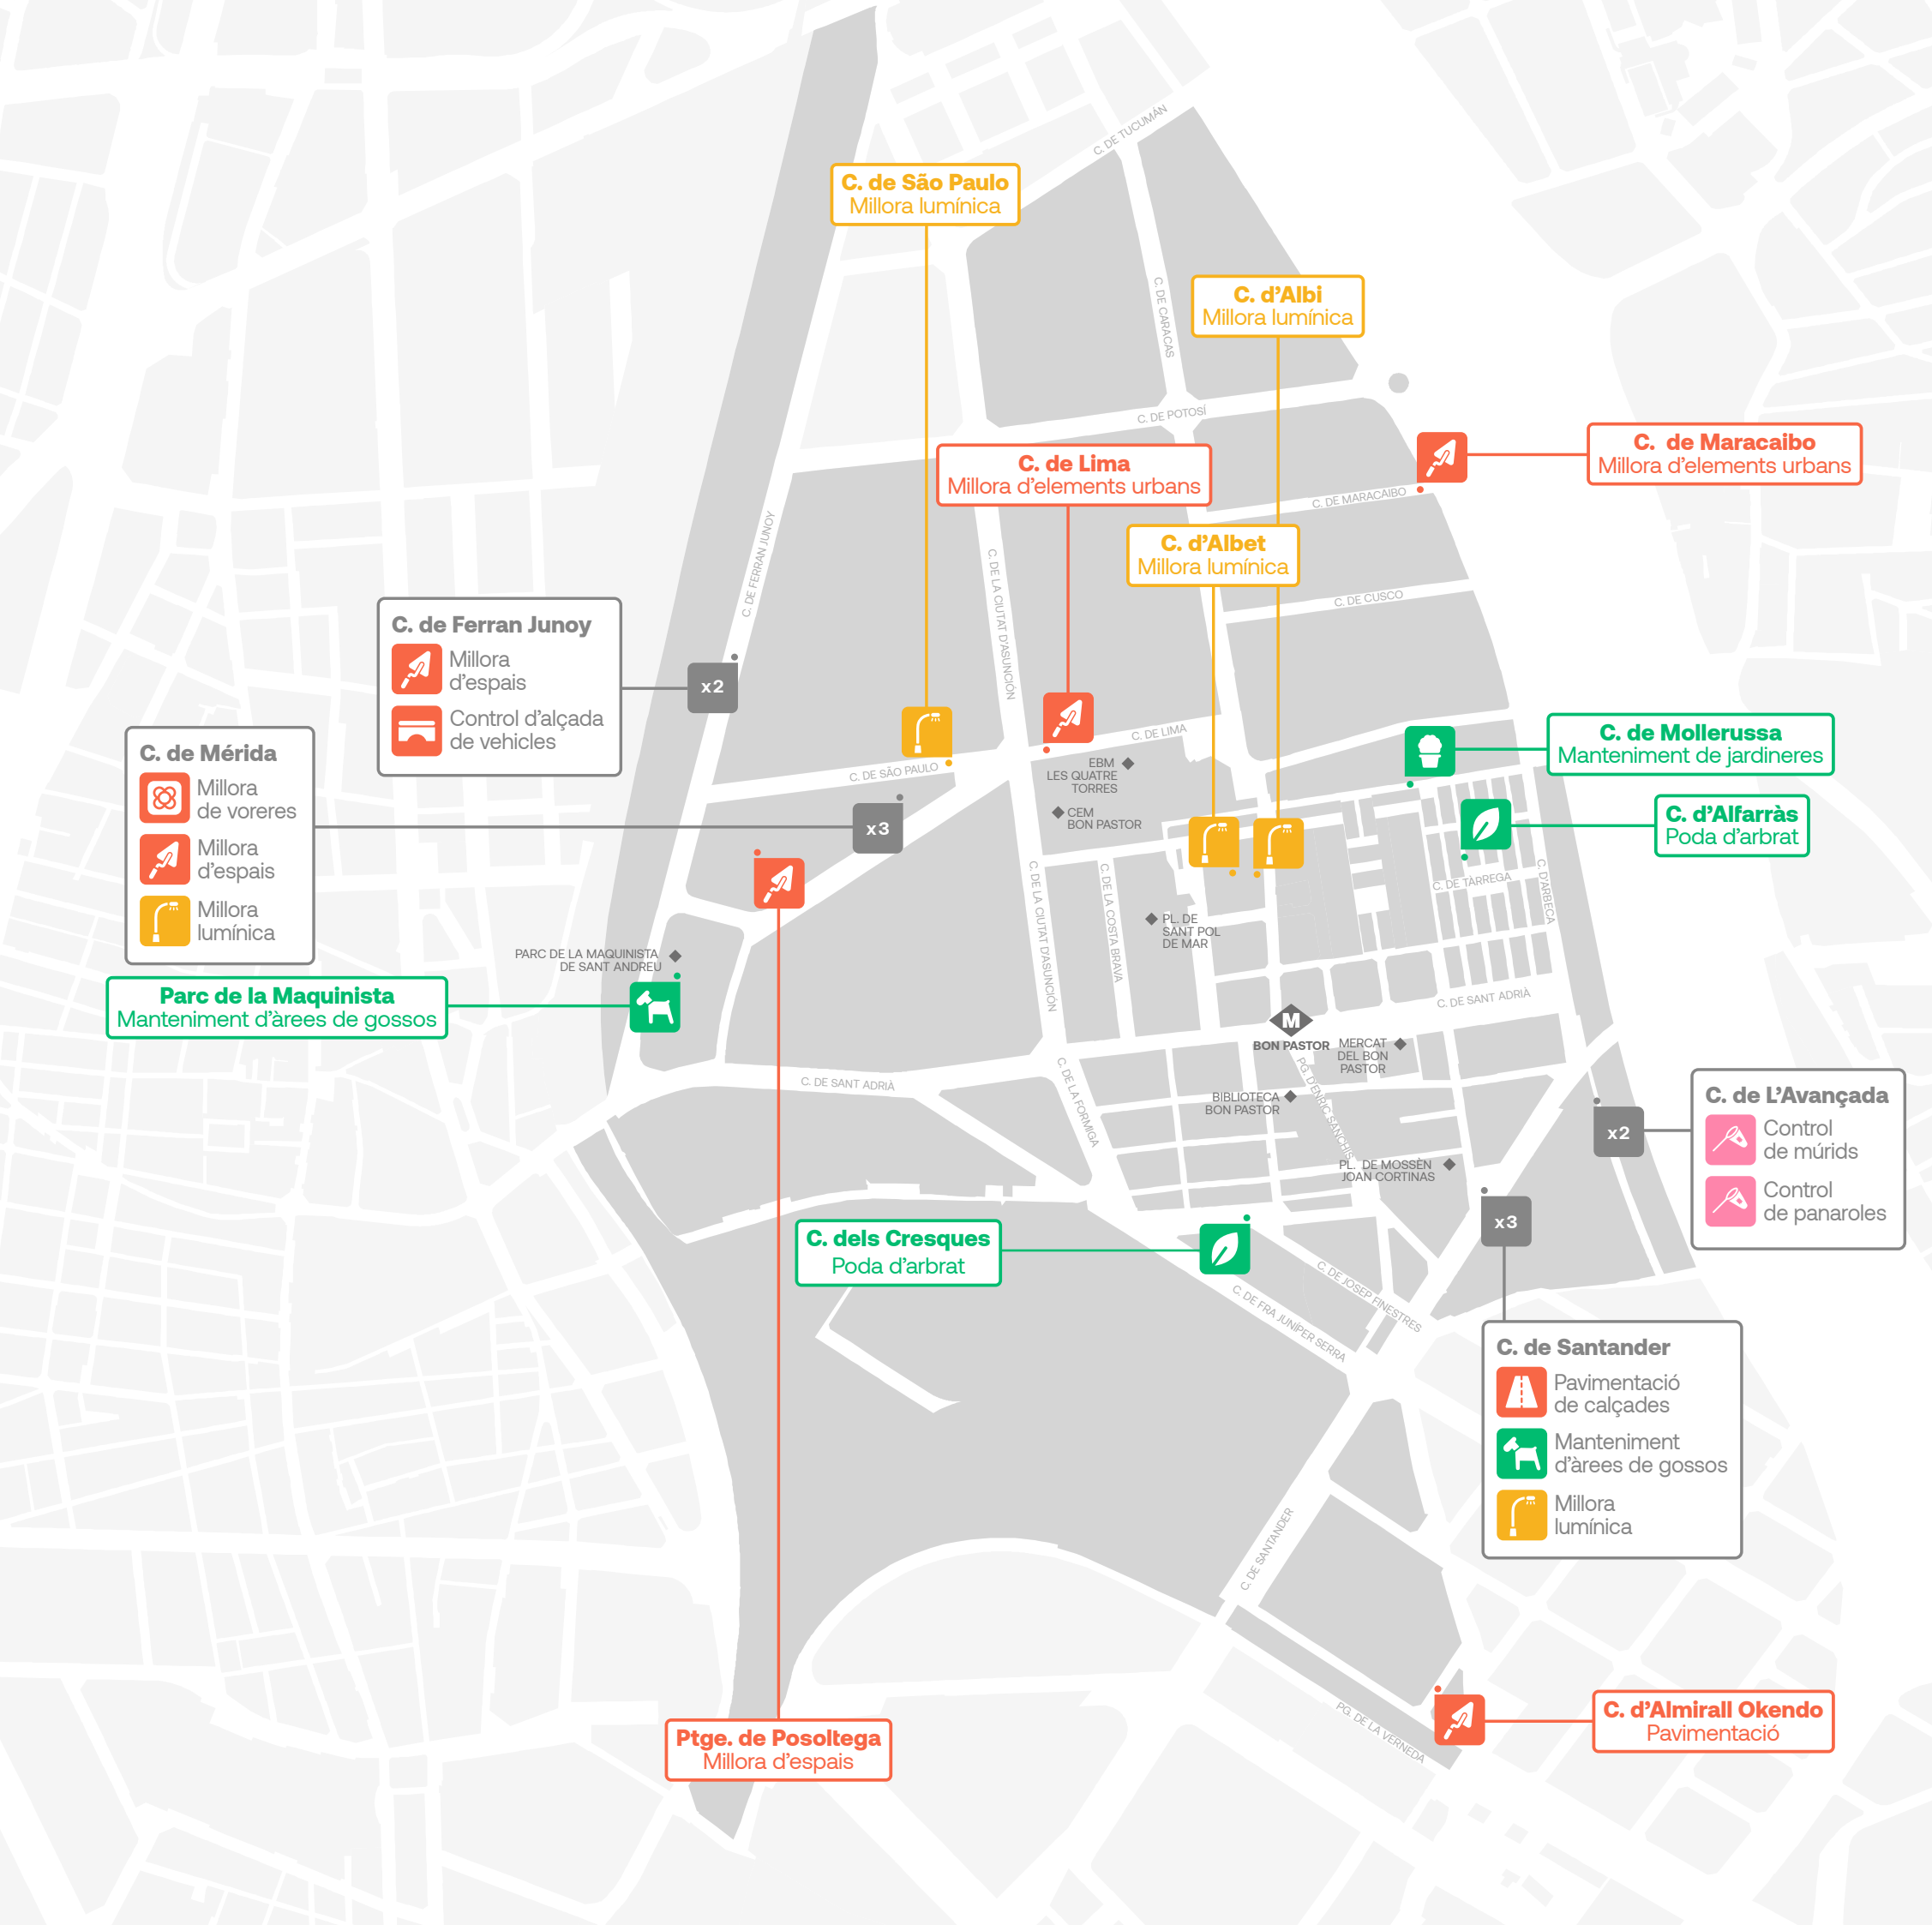 C. DE TUCUMÁN
C. de São Paulo
Millora lumínica
C. d’Albi
Millora lumínica
C. DE CARACAS
C. DE POTOSÍ
C. de Maracaibo
Millora d’elements urbans
C. de Lima
Millora d’elements urbans
C. DE MARACAIBO
C. d’Albet
Millora lumínica
C. DE FERRAN JUNOY
C. DE LA CIUTAT D'ASUNCIÓN
C. DE CUSCO
C. de Ferran Junoy
Millora
d’espais
Control d’alçada
de vehicles
x2
C. de Mérida
Millora
de voreres
Millora
d’espais
Millora
lumínica
x3
C. DE LIMA
C. DE SÃO PAULO
EBM
LES QUATRE
TORRES
CEM
BON PASTOR
C. de Mollerussa
Manteniment de jardineres
C. d’Alfarràs
Poda d’arbrat
C. DE LA CIUTAT D'ASUNCIÓN
C. DE LA COSTA BRAVA
C. DE TÀRREGA
C. D'ARBECA
PL. DE
SANT POL
DE MAR
PARC DE LA MAQUINISTA
DE SANT ANDREU
Parc de la Maquinista
Manteniment d’àrees de gossos
C. DE SANT ADRIÀ
M
BON PASTOR
MERCAT
DEL BON
PASTOR
C. DE SANT ADRIÀ
C. DE LA FORMIGA
PG. D'ENRIC SANCHIS
BIBLIOTECA
BON PASTOR
PL. DE MOSSÈN
JOAN CORTINAS
x2
C. de L’Avançada
Control
de múrids
Control
de panaroles
x3
C. dels Cresques
Poda d’arbrat
C. DE JOSEP FINESTRES
C. DE FRA JUNÍPER SERRA
C. de Santander
Pavimentació
de calçades
Manteniment
d’àrees de gossos
Millora
lumínica
C. DE SANTANDER
PG. DE LA VERNEDA
C. d’Almirall Okendo
Pavimentació
Ptge. de Posoltega
Millora d’espais